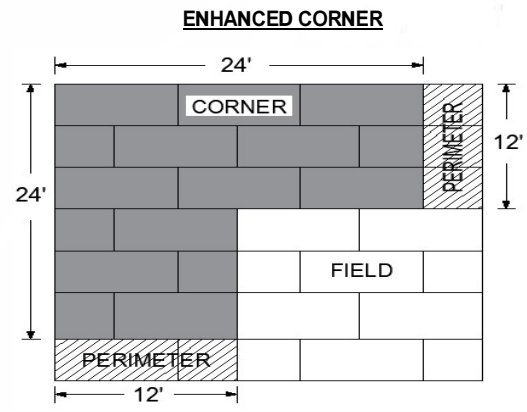 ENHANCED CORNER
24'
CORNER
PERIMETER
12'
24'
FIELD
PERIMETER
12'